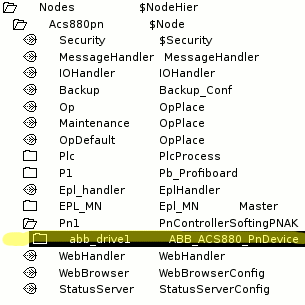 Nodes $NodeHier
Acs880pn $Node
Security $Security
MessageHandler MessageHandler
IOHandler IOHandler
Backup Backup_Conf
Op OpPlace
Maintenance OpPlace
OpDefault OpPlace
Plc PlcProcess
P1 Pb_Profiboard
Epl_handler EplHandler
EPL_MN Epl_MN Master
Pn1 PnControllerSoftingPNAK
abb_drive1 ABB_ACS880_PnDevice
WebHandler WebHandler
WebBrowser WebBrowserConfig
StatusServer StatusServerConfig